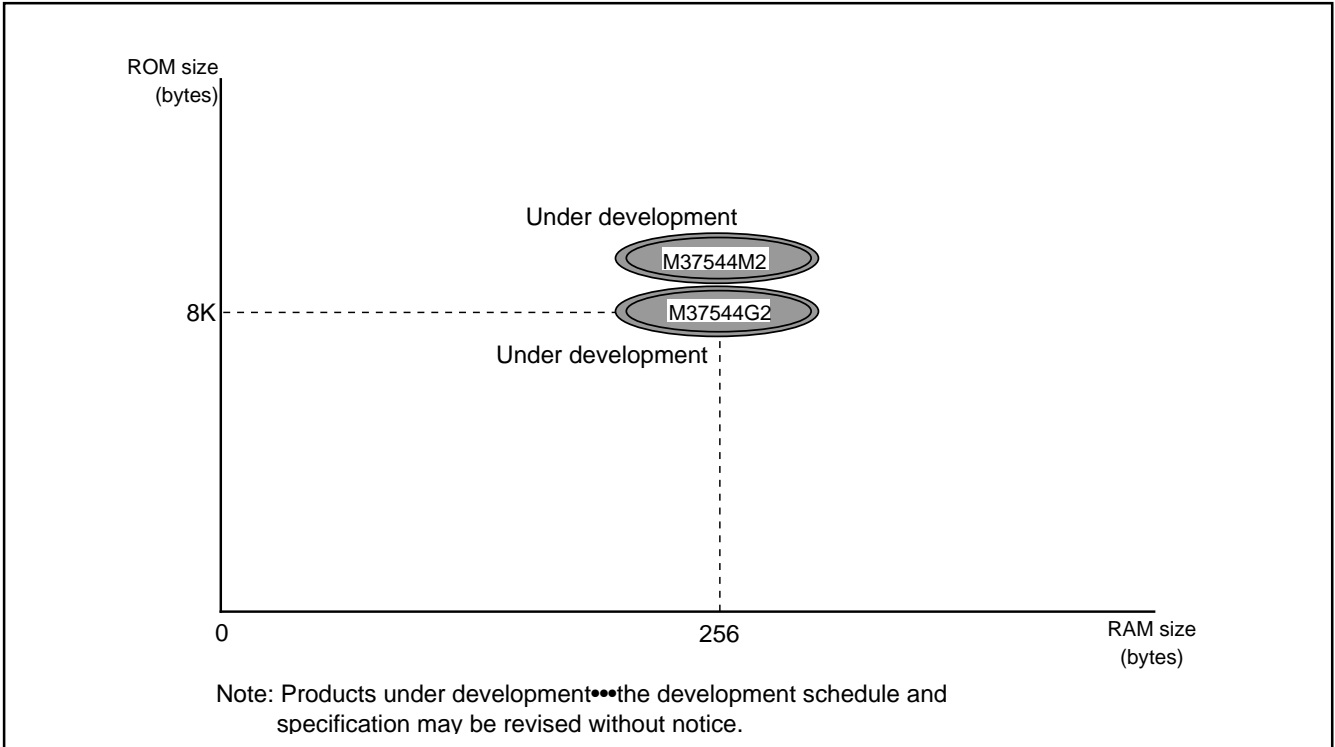 ROM size
(bytes)
Under development
M37544M2
8K
M37544G2
Under development
0
256
RAM size
(bytes)
Note: Products under development•••the development schedule and
specification may be revised without notice.